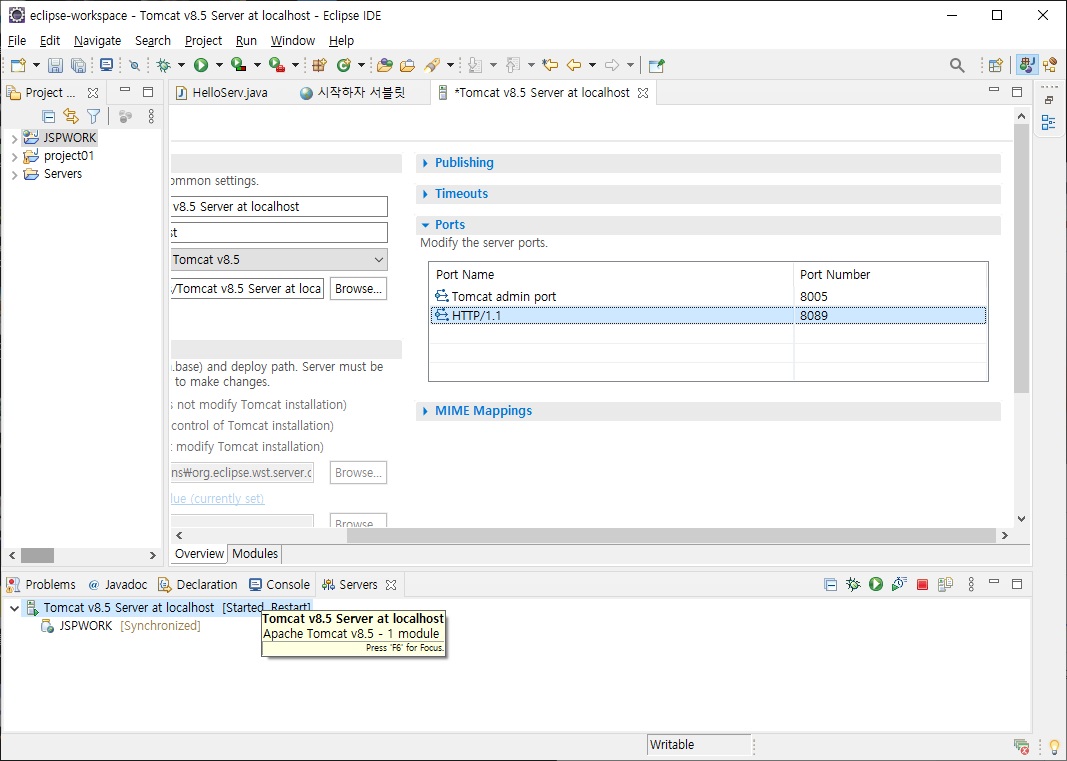 eclipse-workspace - Tomcat v8.5 Server at localhost - Eclipse IDE
File Edit Navigate Search Project Run Window Help
Project ...
HelloServ.java
시작하자 서블릿
*Tomcat v8.5 Server at localhost
JSPWORK
project01
Servers
ommon settings.
v8.5 Server at localhost
st
Tomcat v8.5
/Tomcat v8.5 Server at loca
Browse...
.base) and deploy path. Server must be
to make changes.
s not modify Tomcat installation)
control of Tomcat installation)
t modify Tomcat installation)
ns₩org.eclipse.wst.server.c
Browse...
lue (currently set)
Browse...
Publishing
Timeouts
Ports
Modify the server ports.
Port Name Port Number
Tomcat admin port 8005
HTTP/1.1 8089
MIME Mappings
Overview Modules
Problems @ Javadoc Declaration Console Servers
Tomcat v8.5 Server at localhost [Started, Restart]
JSPWORK [Synchronized]
Tomcat v8.5 Server at localhost
Apache Tomcat v8.5 - 1 module
Press 'F6' for Focus.
Writable